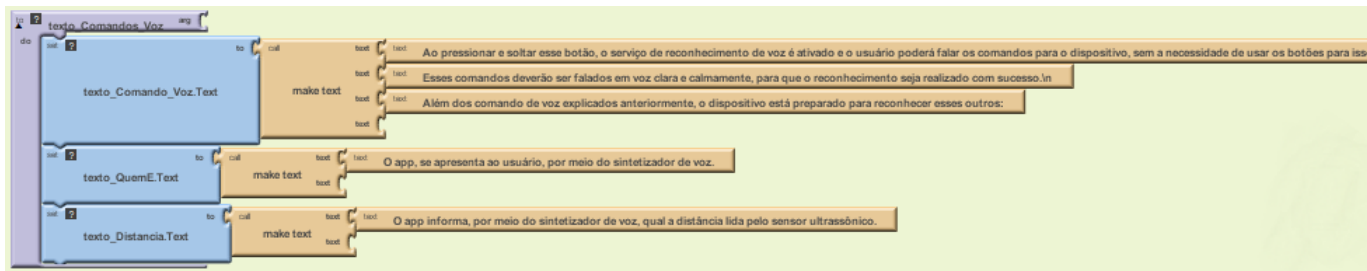 to ? texto_Comandos_Voz arg
do
set ? texto_Comando_Voz.Text to call make text
text text Ao pressionar e soltar esse botão, o serviço de reconhecimento de voz é ativado e o usuário poderá falar os comandos para o dispositivo, sem a necessidade de usar os botões para
text text Esses comandos deverão ser falados em voz clara e calmamente, para que o reconhecimento seja realizado com sucesso.\n
text text Além dos comando de voz explicados anteriormente, o dispositivo está preparado para reconhecer esses outros:
text
set ? texto_QuemE.Text to call make text
text text O app, se apresenta ao usuário, por meio do sintetizador de voz.
text
set ? texto_Distancia.Text to call make text
text text O app informa, por meio do sintetizador de voz, qual a distância lida pelo sensor ultrassônico.
text